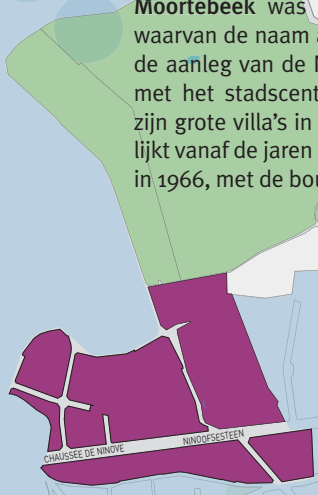 Moortebeek was
waarvan de naam
de aanleg van de
met het stadscent
zijn grote villa's in
lijkt vanaf de jaren
in 1966, met de bou
CHAUSSEE DE NINOVE
NINOOFSESTEEN